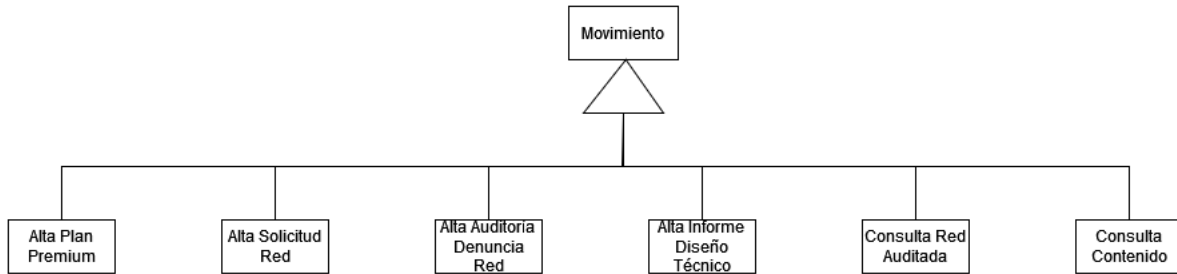 Movimiento
Alta Plan
Premium
Alta Solicitud
Red
Alta Auditoría
Denuncia
Red
Alta Informe
Diseño
Técnico
Consulta Red
Auditada
Consulta
Contenido